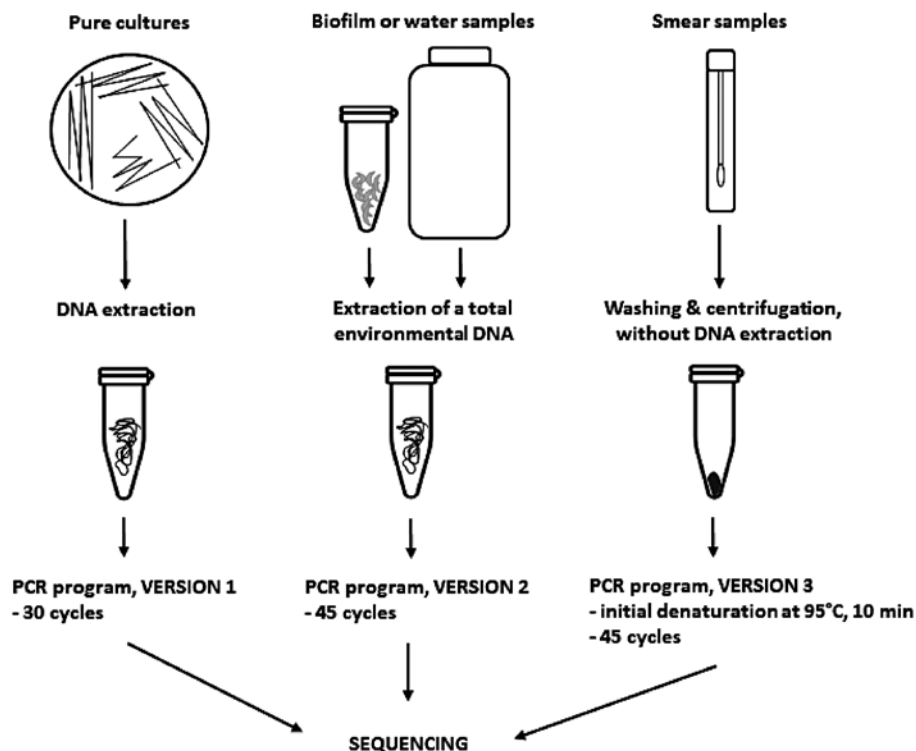 Pure cultures
Biofilm or water samples
Smear samples
DNA extraction
Extraction of a total
environmental DNA
Washing & centrifugation,
without DNA extraction
PCR program, VERSION 1
- 30 cycles
PCR program, VERSION 2
- 45 cycles
PCR program, VERSION 3
- initial denaturation at 95°C, 10 min
- 45 cycles
SEQUENCING